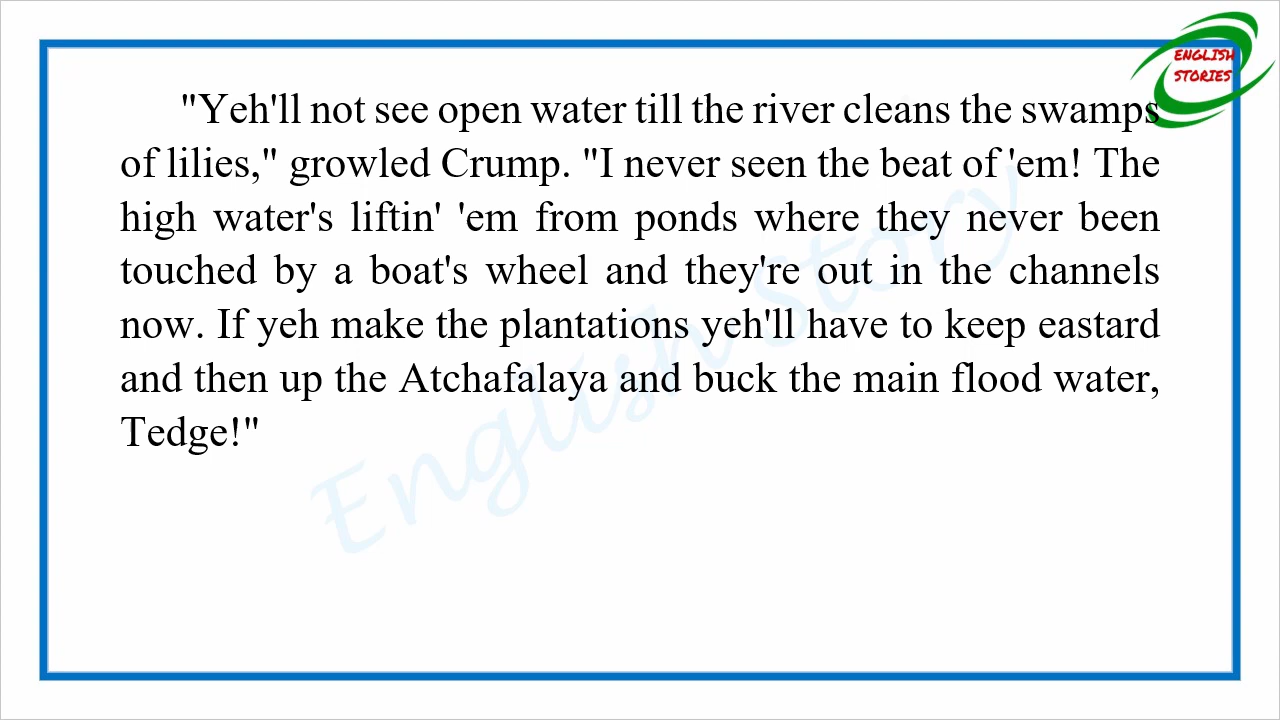 ENGLISH
STORIES
"Yeh'll not see open water till the river cleans the swamps
of lilies," growled Crump. "I never seen the beat of 'em! The
high water's liftin' 'em from ponds where they never been
touched by a boat's wheel and they're out in the channels
now. If yeh make the plantations yeh'll have to keep eastard
and then up the Atchafalaya and buck the main flood water,
Tedge!"
English Story